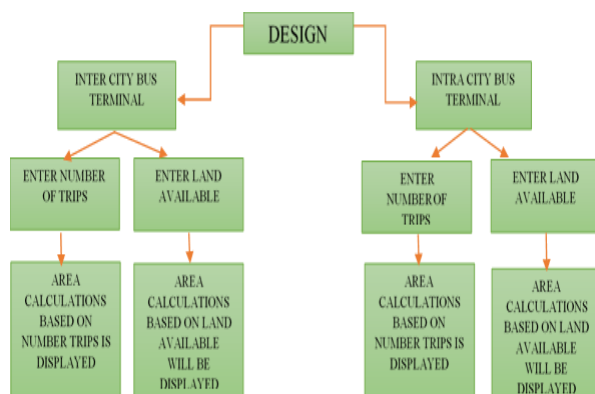 DESIGN
INTER CITY BUS
TERMINAL
INTRA CITY BUS
TERMINAL
ENTER NUMBER
OF TRIPS
ENTER LAND
AVAILABLE
ENTER
NUMBER OF
TRIPS
ENTER LAND
AVAILABLE
AREA
CALCULATIONS
BASED ON
NUMBER TRIPS IS
DISPLAYED
AREA
CALCULATIONS
BASED ON LAND
AVAILABLE
WILL BE
DISPLAYED
AREA
CALCULATIONS
BASED ON
NUMBER TRIPS IS
DISPLAYED
AREA
CALCULATIONS
BASED ON LAND
AVAILABLE
WILL BE
DISPLAYED